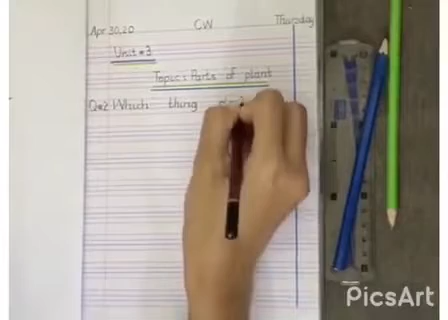 Apr 30,20 CW Thursday
Unit # 3
Topic: Parts of plant
Q#2 Which thing
PicsArt